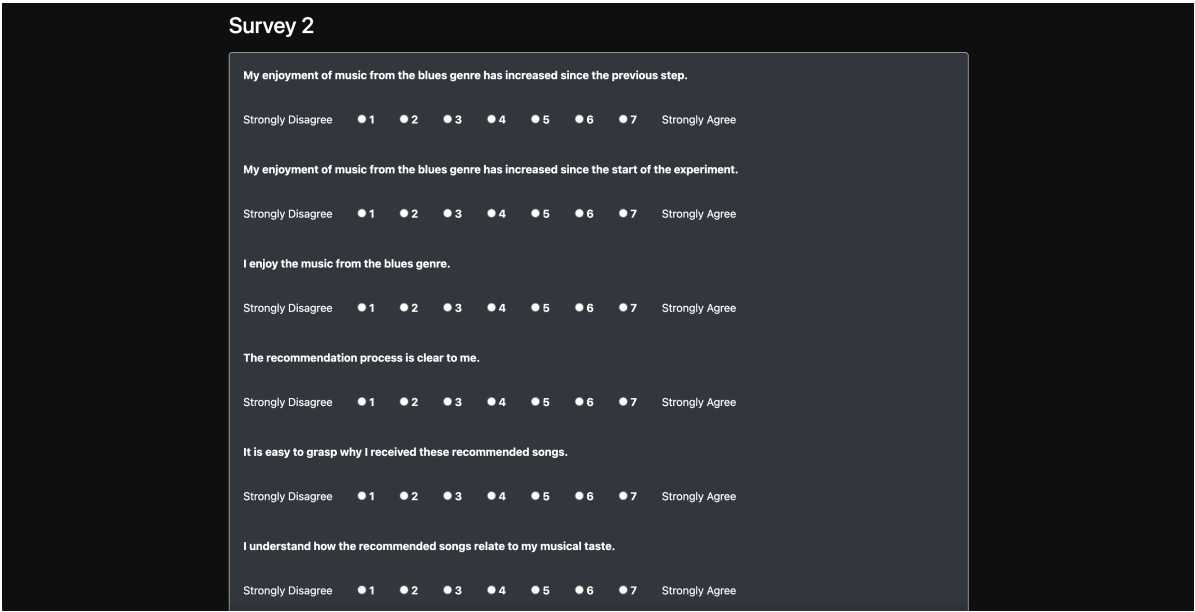 Survey 2
My enjoyment of music from the blues genre has increased since the previous step.
Strongly Disagree 1 2 3 4 5 6 7 Strongly Agree
My enjoyment of music from the blues genre has increased since the start of the experiment.
Strongly Disagree 1 2 3 4 5 6 7 Strongly Agree
I enjoy the music from the blues genre.
Strongly Disagree 1 2 3 4 5 6 7 Strongly Agree
The recommendation process is clear to me.
Strongly Disagree 1 2 3 4 5 6 7 Strongly Agree
It is easy to grasp why I received these recommended songs.
Strongly Disagree 1 2 3 4 5 6 7 Strongly Agree
I understand how the recommended songs relate to my musical taste.
Strongly Disagree 1 2 3 4 5 6 7 Strongly Agree